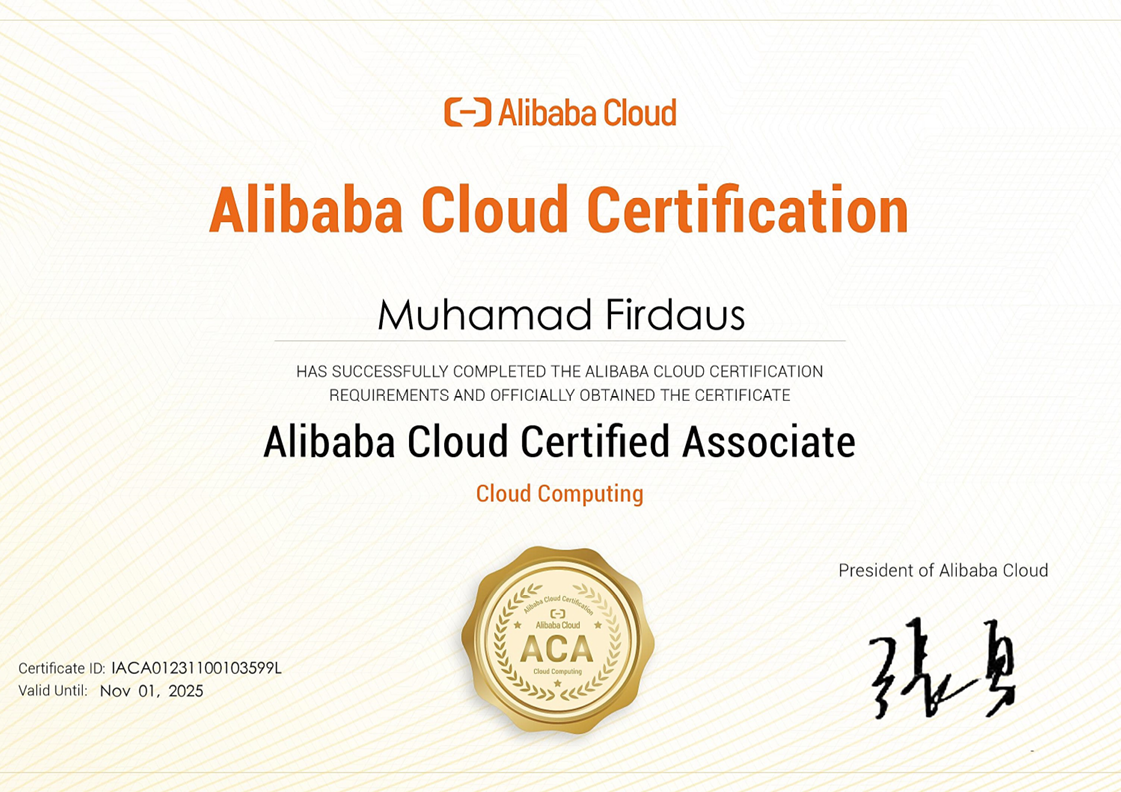 Alibaba Cloud
Alibaba Cloud Certification
Muhamad Firdaus
HAS SUCCESSFULLY COMPLETED THE ALIBABA CLOUD CERTIFICATION
REQUIREMENTS AND OFFICIALLY OBTAINED THE CERTIFICATE
Alibaba Cloud Certified Associate
Cloud Computing
Alibaba Cloud Certification
Alibaba Cloud
ACA
Cloud Computing
President of Alibaba Cloud
Certificate ID: IACA01231100103599L
Valid Until: Nov 01, 2025